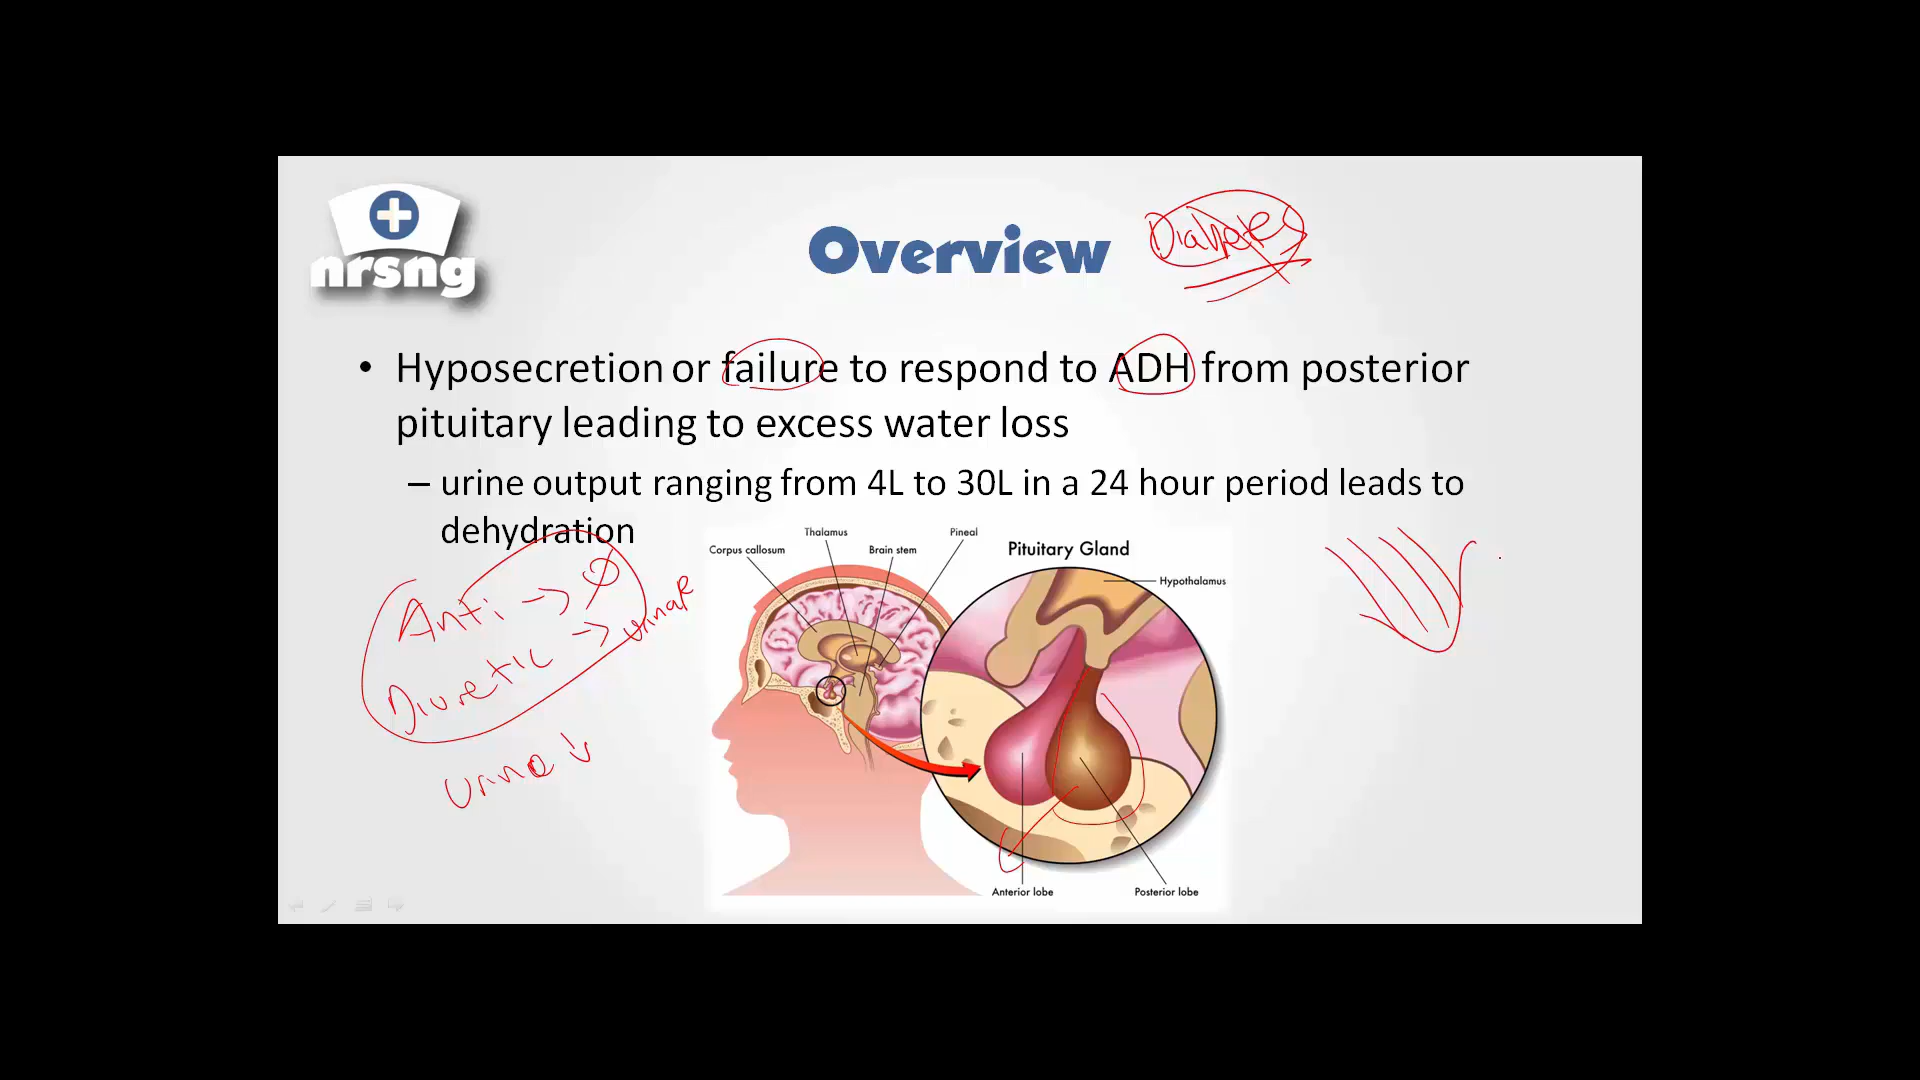 nrsng
Overview
Diabetes
• Hyposecretion or failure to respond to ADH from posterior
pituitary leading to excess water loss
– urine output ranging from 4L to 30L in a 24 hour period leads to
dehydration
Anti
Diuretic
Urine ↓
Thalamus
Pineal
Corpus callosum
Brain stem
Pituitary Gland
Hypothalamus
Anterior lobe
Posterior lobe